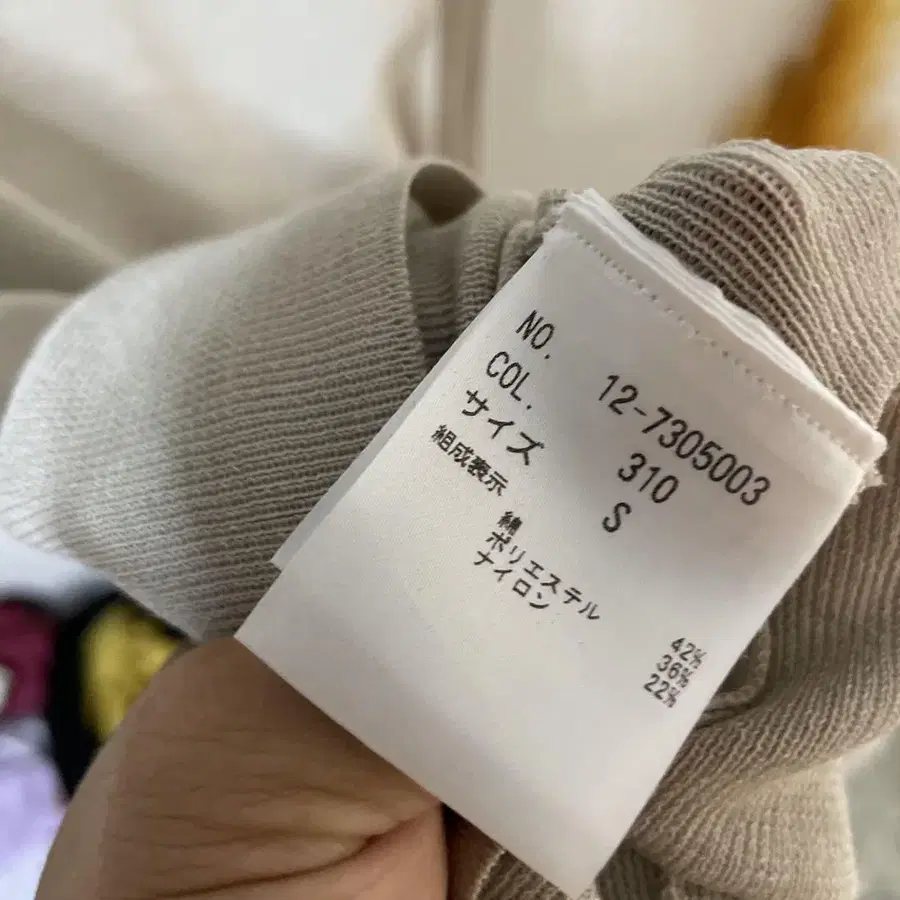 NO. 12-7305003
COL. 310
サイズ S
組成表示
綿 42%
ポリエステル 36%
ナイロン 22%